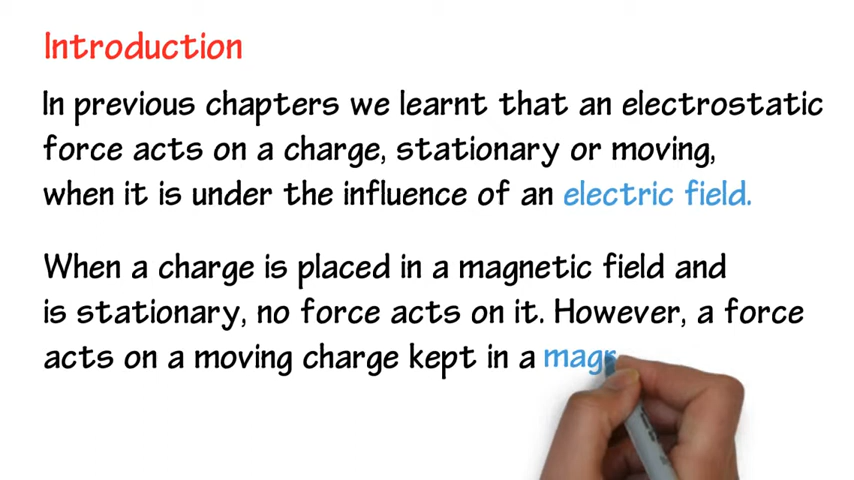 Introduction
In previous chapters we learnt that an electrostatic
force acts on a charge, stationary or moving,
when it is under the influence of an electric field.
When a charge is placed in a magnetic field and
is stationary, no force acts on it. However, a force
acts on a moving charge kept in a